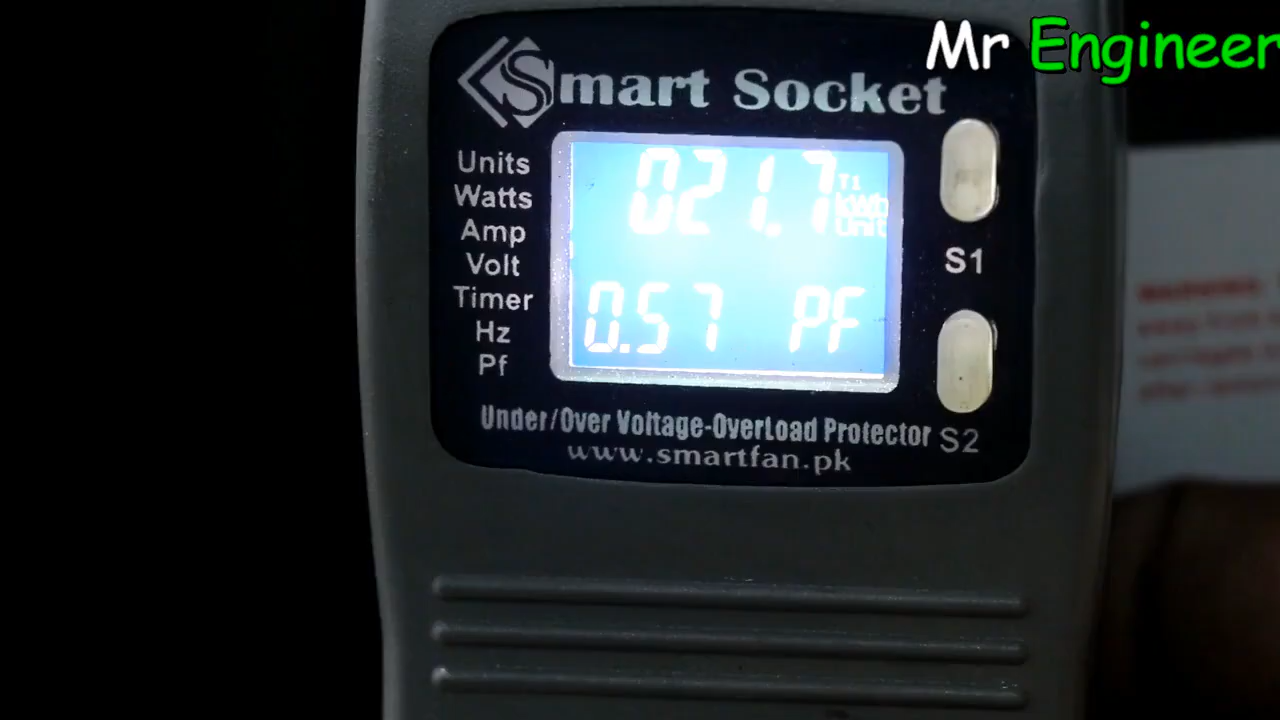 Mr Engineer
Smart Socket
Units
Watts
Amp
Volt
Timer
Hz
Pf
021.7 T1 kWh Unit
0.57 PF
S1
S2
Under/Over Voltage-OverLoad Protector
www.smartfan.pk